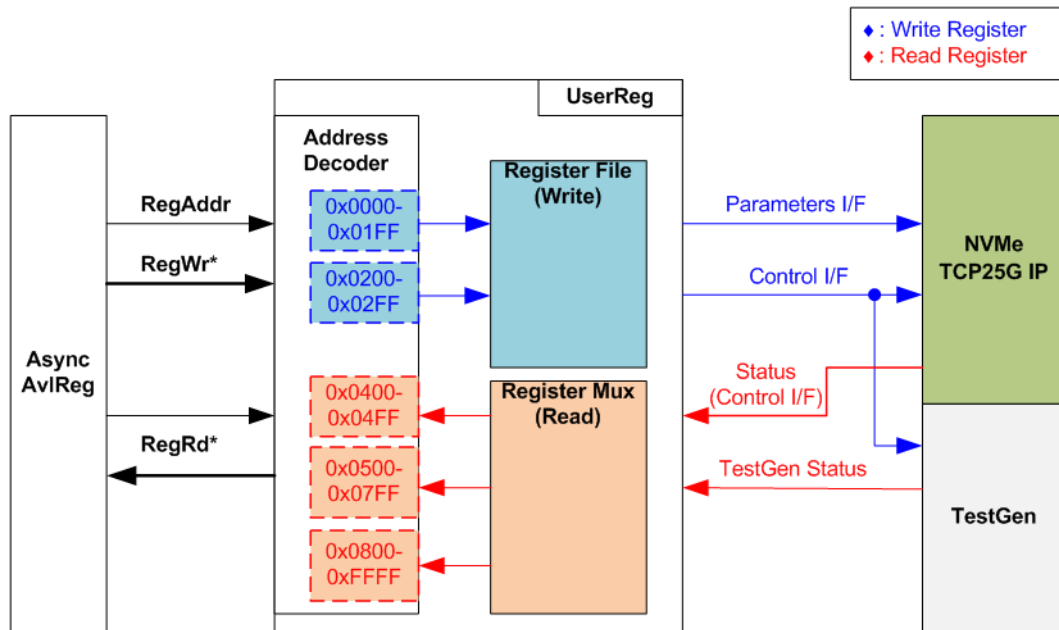 ♦ : Write Register
♦ : Read Register
UserReg
Address
Decoder
Async
AvlReg
RegAddr
RegWr*
RegRd*
0x0000-
0x01FF
0x0200-
0x02FF
0x0400-
0x04FF
0x0500-
0x07FF
0x0800-
0xFFFF
Register File
(Write)
Register Mux
(Read)
Parameters I/F
Control I/F
Status
(Control I/F)
TestGen Status
NVMe
TCP25G IP
TestGen